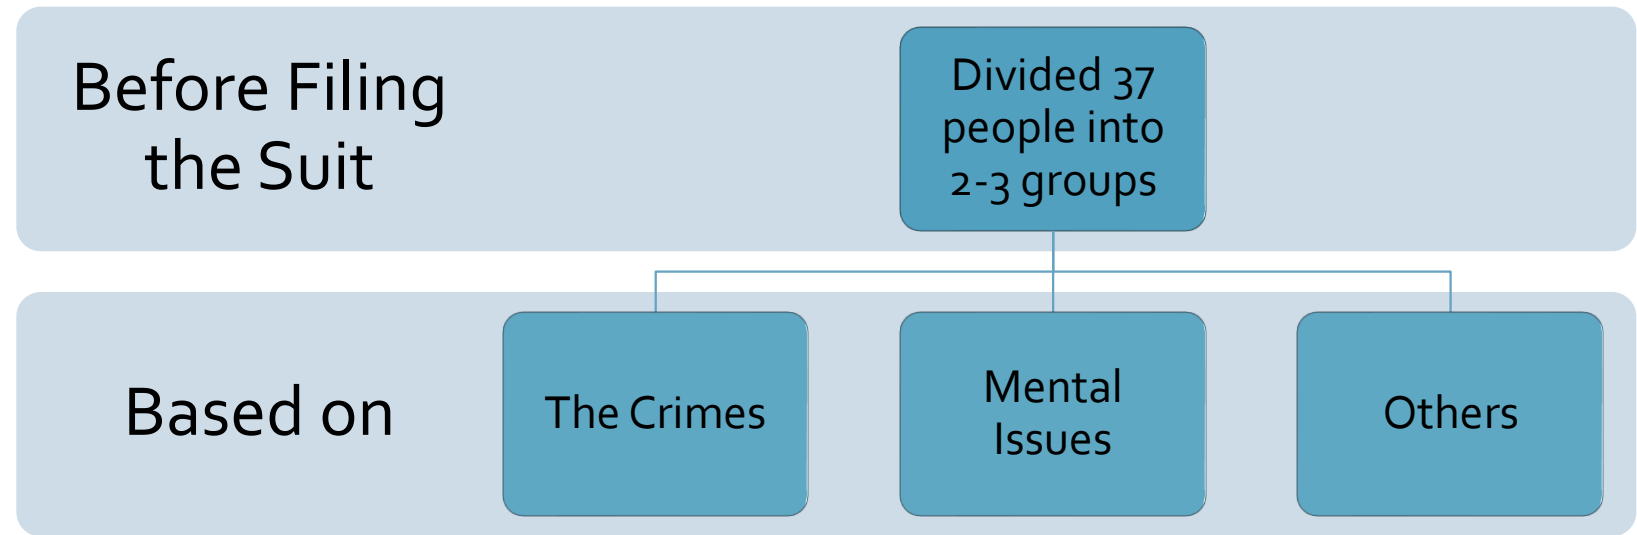 Before Filing
the Suit
Divided 37
people into
2-3 groups
Based on
The Crimes
Mental
Issues
Others